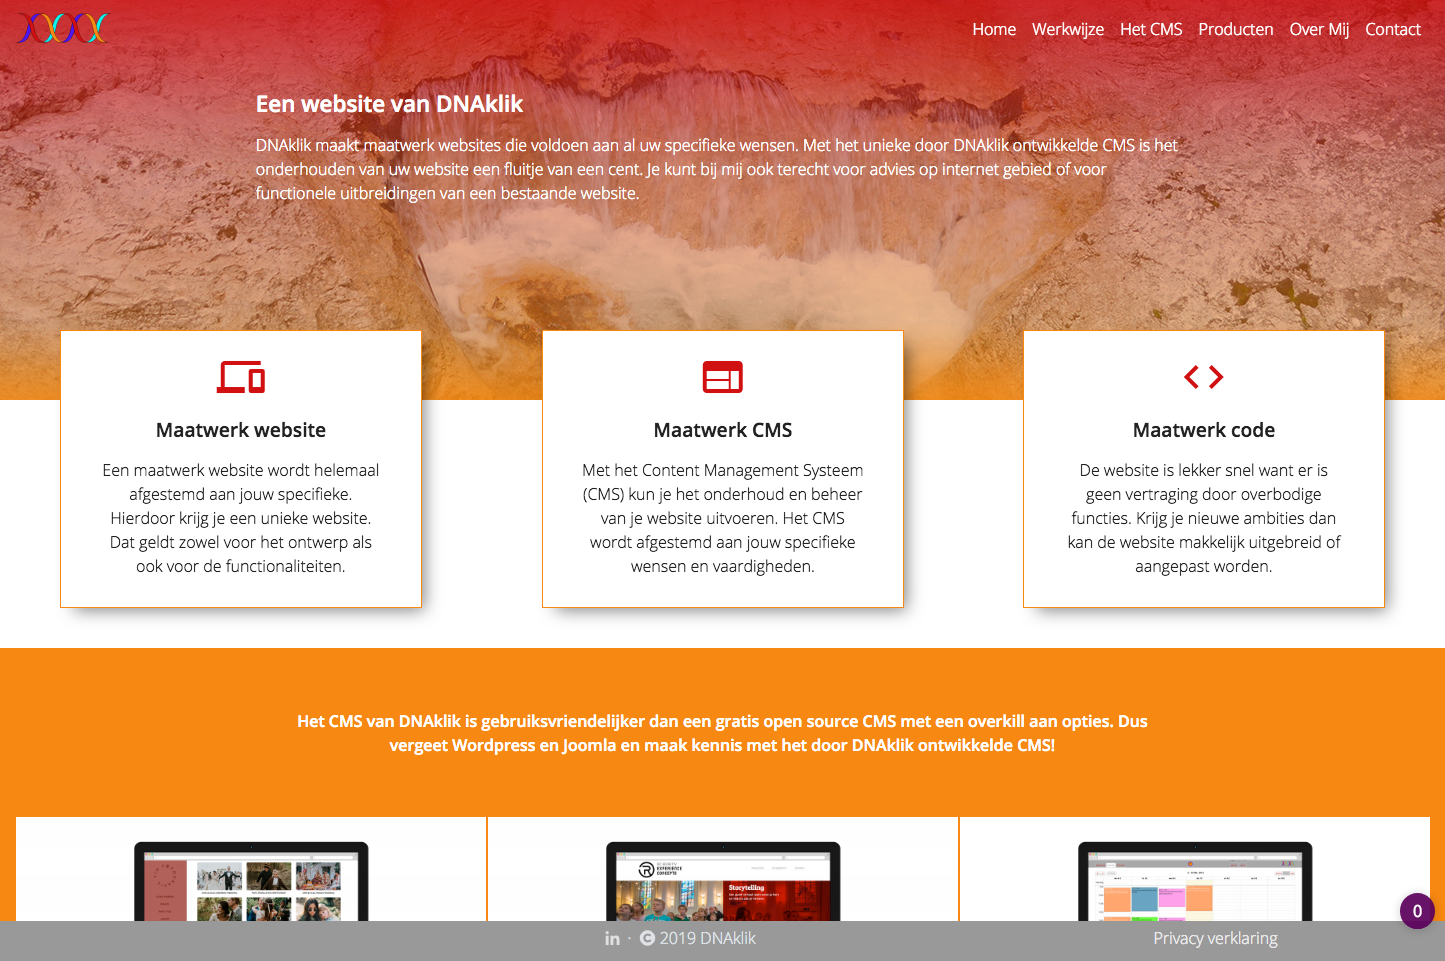 Home Werkwijze Het CMS Producten Over Mij Contact
Een website van DNAklik
DNAklik maakt maatwerk websites die voldoen aan al uw specifieke wensen. Met het unieke door DNAklik ontwikkelde CMS is het
onderhouden van uw website een fluitje van een cent. Je kunt bij mij ook terecht voor advies op internet gebied of voor
functionele uitbreidingen van een bestaande website.
Maatwerk website
Een maatwerk website wordt helemaal
afgestemd aan jouw specifieke.
Hierdoor krijg je een unieke website.
Dat geldt zowel voor het ontwerp als
ook voor de functionaliteiten.
Maatwerk CMS
Met het Content Management Systeem
(CMS) kun je het onderhoud en beheer
van je website uitvoeren. Het CMS
wordt afgestemd aan jouw specifieke
wensen en vaardigheden.
Maatwerk code
De website is lekker snel want er is
geen vertraging door overbodige
functies. Krijg je nieuwe ambities dan
kan de website makkelijk uitgebreid of
aangepast worden.
Het CMS van DNAklik is gebruiksvriendelijker dan een gratis open source CMS met een overkill aan opties. Dus
vergeet Wordpress en Joomla en maak kennis met het door DNAklik ontwikkelde CMS!
EXPERIENCE
CONCEPTS
Storytelling
0
in · © 2019 DNAklik
Privacy verklaring